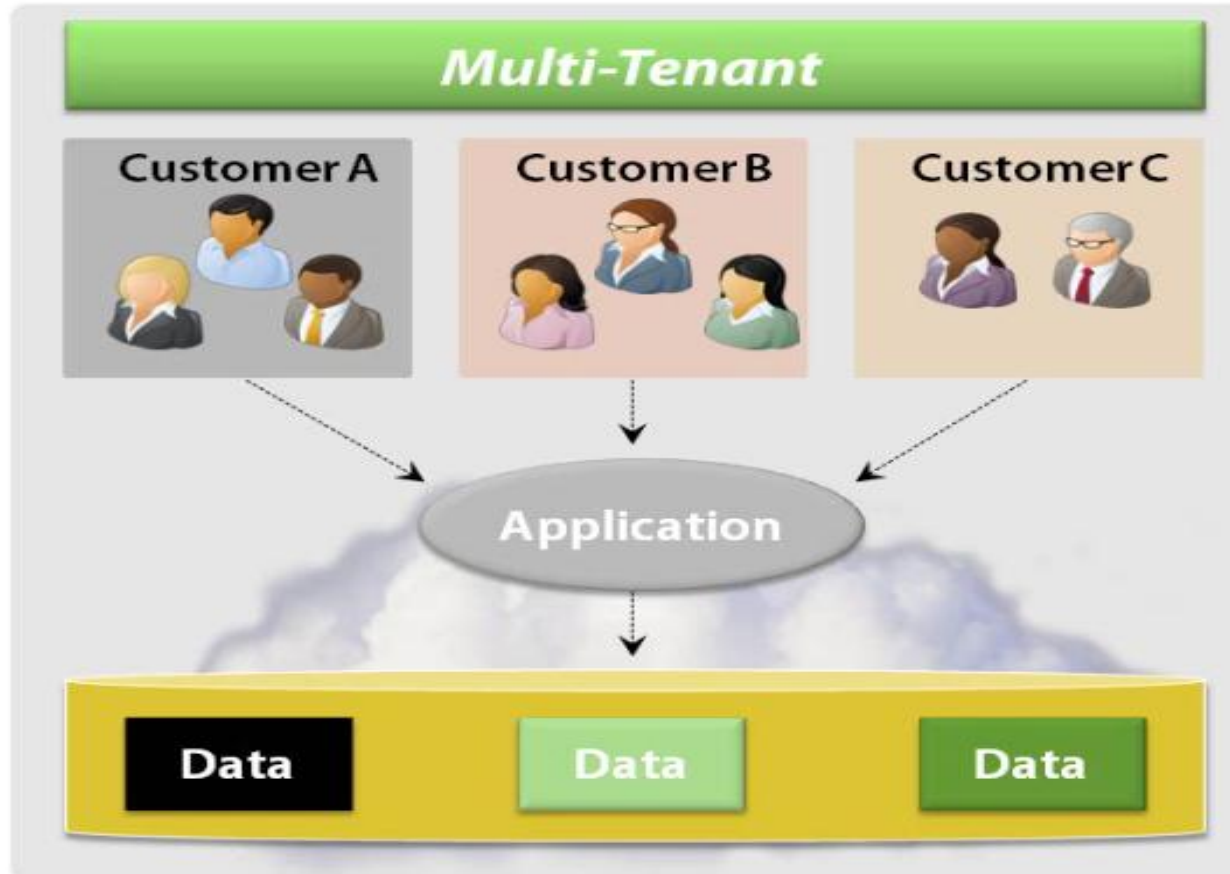 Multi-Tenant
Customer A
Customer B
Customer C
Application
Data
Data
Data